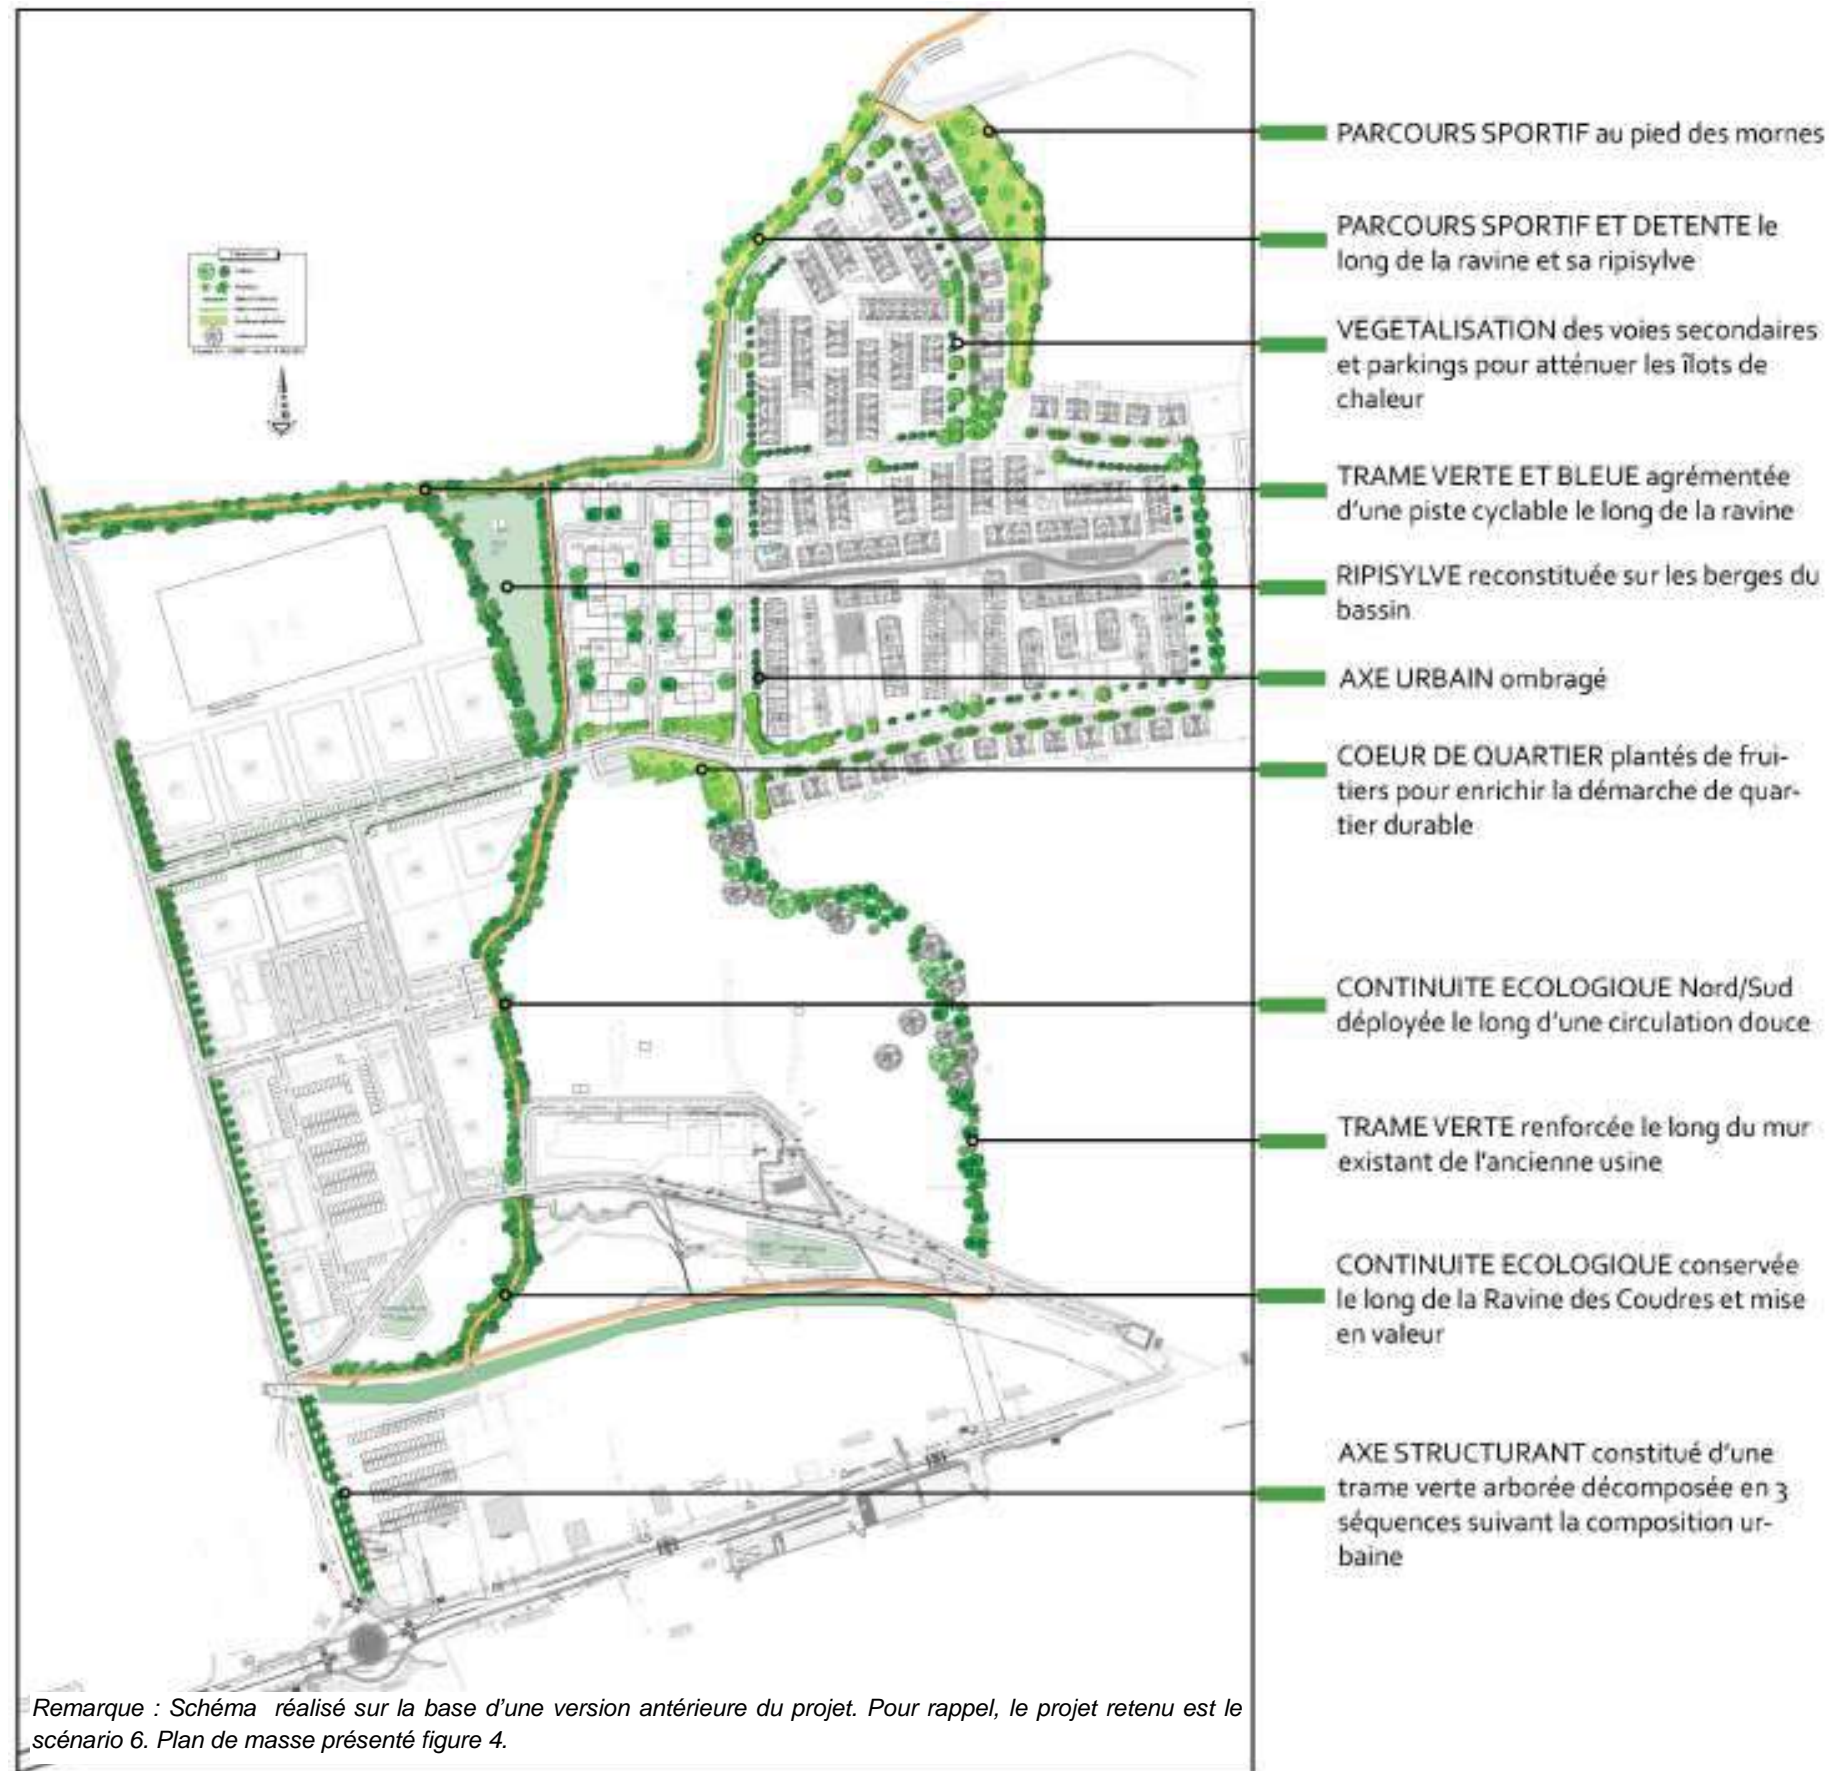 PARCOURS SPORTIF au pied des mornes
PARCOURS SPORTIF ET DETENTE le
long de la ravine et sa ripisylve
VEGETALISATION des voies secondaires
et parkings pour atténuer les îlots de
chaleur
TRAME VERTE ET BLEUE agrémentée
d'une piste cyclable le long de la ravine
RIPISYLVE reconstituée sur les berges du
bassin
AXE URBAIN ombragé
COEUR DE QUARTIER plantés de frui-
tiers pour enrichir la démarche de quar-
tier durable
CONTINUITE ECOLOGIQUE Nord/Sud
déployée le long d'une circulation douce
TRAME VERTE renforcée le long du mur
existant de l'ancienne usine
CONTINUITE ECOLOGIQUE conservée
le long de la Ravine des Coudres et mise
en valeur
AXE STRUCTURANT constitué d'une
trame verte arborée décomposée en 3
séquences suivant la composition ur-
baine
Remarque : Schéma réalisé sur la base d'une version antérieure du projet. Pour rappel, le projet retenu est le
scénario 6. Plan de masse présenté figure 4.